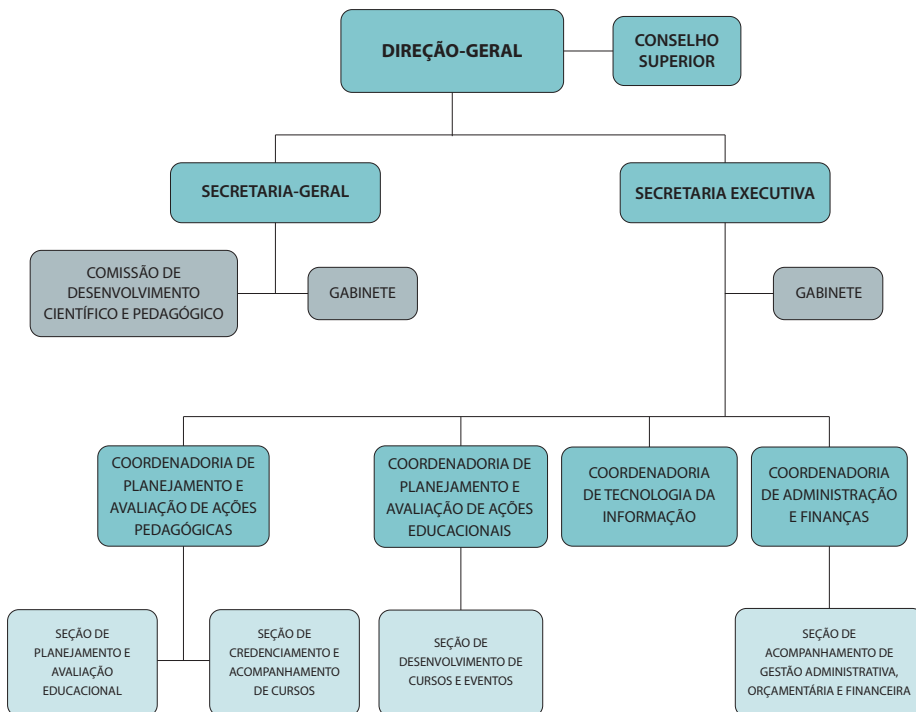 DIREÇÃO-GERAL
CONSELHO
SUPERIOR
SECRETARIA-GERAL
SECRETARIA EXECUTIVA
COMISSÃO DE
DESENVOLVIMENTO
CIENTÍFICO E PEDAGÓGICO
GABINETE
GABINETE
COORDENADORIA DE
PLANEJAMENTO E
AVALIAÇÃO DE AÇÕES
PEDAGÓGICAS
COORDENADORIA DE
PLANEJAMENTO E
AVALIAÇÃO DE AÇÕES
EDUCACIONAIS
COORDENADORIA
DE TECNOLOGIA DA
INFORMAÇÃO
COORDENADORIA
DE ADMINISTRAÇÃO
E FINANÇAS
SEÇÃO DE
PLANEJAMENTO E
AVALIAÇÃO
EDUCACIONAL
SEÇÃO DE
CREDENCIAMENTO E
ACOMPANHAMENTO
DE CURSOS
SEÇÃO DE
DESENVOLVIMENTO DE
CURSOS E EVENTOS
SEÇÃO DE
ACOMPANHAMENTO DE
GESTÃO ADMINISTRATIVA,
ORÇAMENTÁRIA E FINANCEIRA